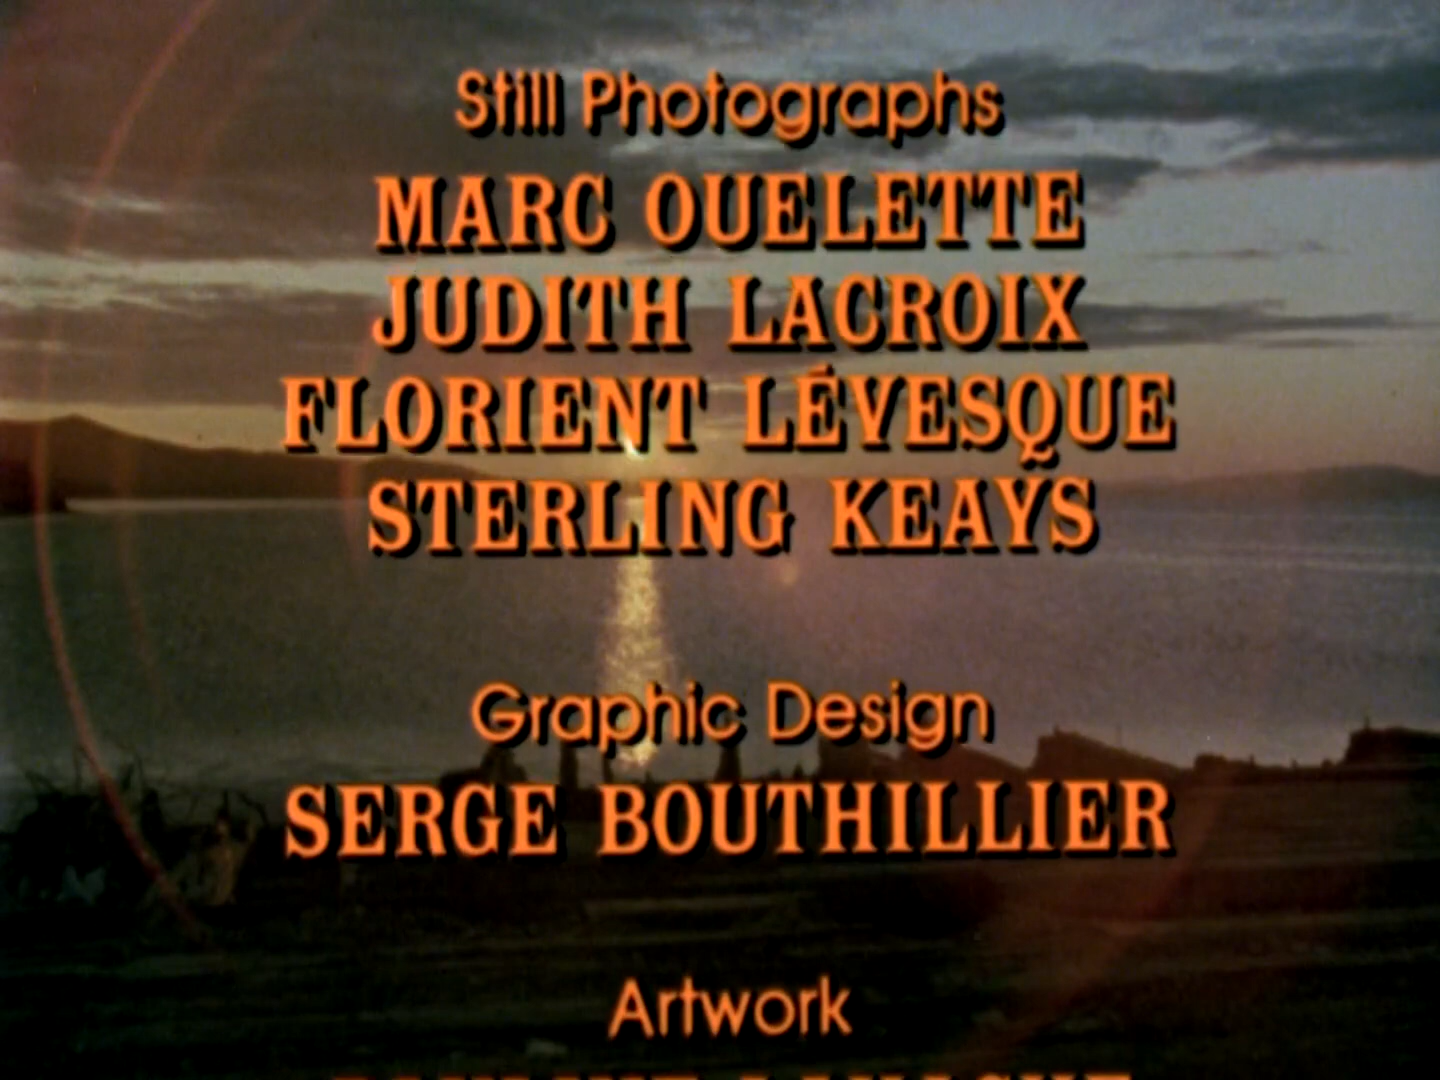 Still Photographs
MARC OUELETTE
JUDITH LACROIX
FLORIENT LÉVESQUE
STERLING KEAYS
Graphic Design
SERGE BOUTHILLIER
Artwork